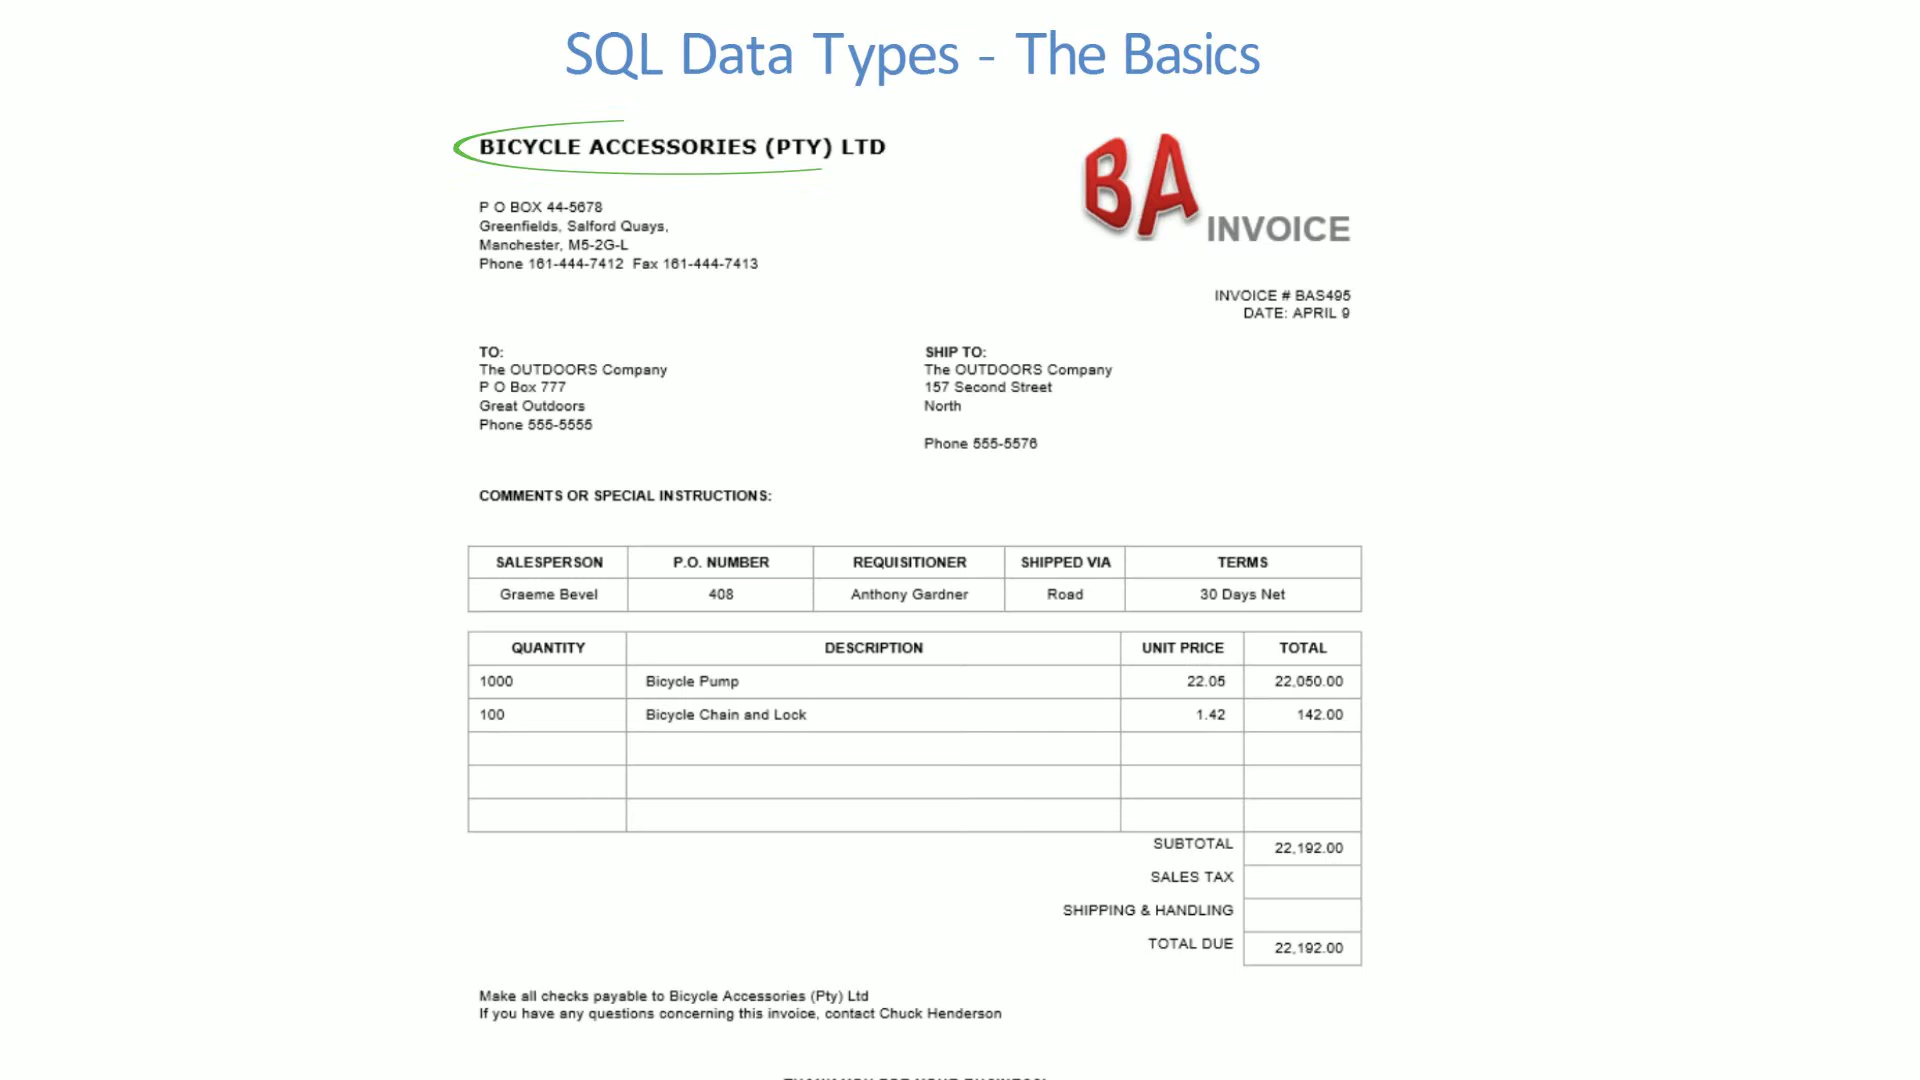 SQL Data Types - The Basics
BICYCLE ACCESSORIES (PTY) LTD
BA INVOICE
P O BOX 44-5678
Greenfields, Salford Quays,
Manchester, M5-2G-L
Phone 161-444-7412 Fax 161-444-7413
INVOICE # BAS495
DATE: APRIL 9
TO:
The OUTDOORS Company
P O Box 777
Great Outdoors
Phone 555-5555
SHIP TO:
The OUTDOORS Company
157 Second Street
North
Phone 555-5576
COMMENTS OR SPECIAL INSTRUCTIONS:
SALESPERSON P.O. NUMBER REQUISITIONER SHIPPED VIA TERMS
Graeme Bevel 408 Anthony Gardner Road 30 Days Net
QUANTITY DESCRIPTION UNIT PRICE TOTAL
1000 Bicycle Pump 22.05 22,050.00
100 Bicycle Chain and Lock 1.42 142.00
SUBTOTAL 22,192.00
SALES TAX
SHIPPING & HANDLING
TOTAL DUE 22,192.00
Make all checks payable to Bicycle Accessories (Pty) Ltd
If you have any questions concerning this invoice, contact Chuck Henderson